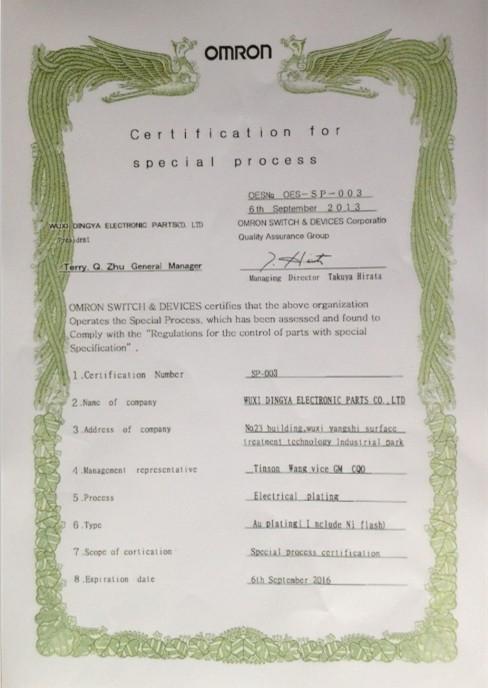 OMRON
Certification for
special process
OES№ OES-SP-003
6th September 2013
WUXI DINGYA ELECTRONIC PARTSCO. LTD
OMRON SWITCH & DEVICES Corporatio
President
Quality Assurance Group
Terry. Q. Zhu General Manager
Managing Director Takuya Hirata
OMRON SWITCH & DEVICES certifies that the above organization
Operates the Special Process, which has been assessed and found to
Comply with the "Regulations for the control of parts with special
Specification" .
1.Certification Number SP-003
2.Name of company WUXI DINGYA ELECTRONIC PARTS CO.,LTD
3.Address of company No23 building,wuxi yangshi surface
treatment technology Industrial park
4.Management representative Tinson Wang vice GM CQO
5.Process Electrical plating
6.Type Au plating(Include Ni flash)
7.Scope of cortication Special process certification
8.Expiration date 6th September 2016